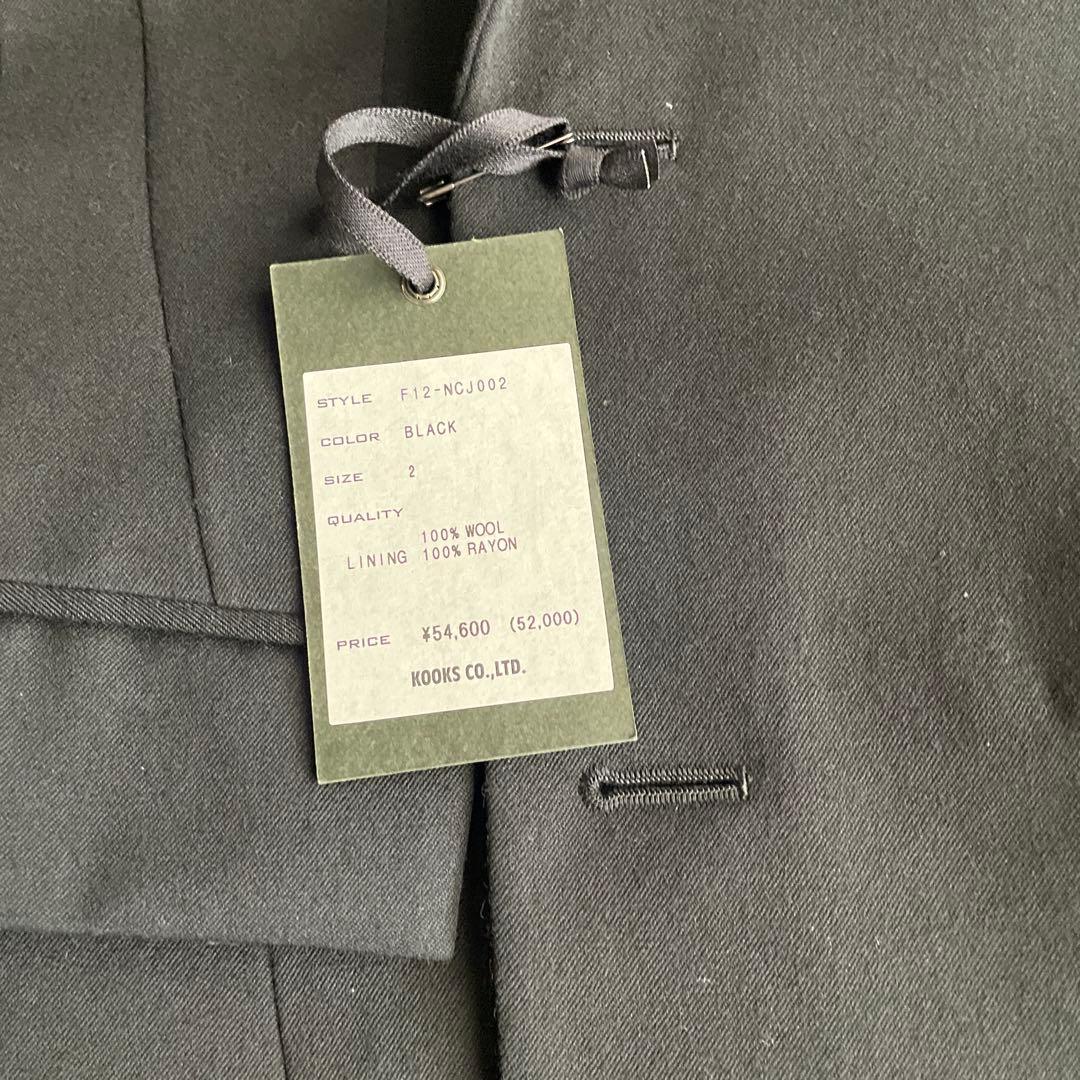 STYLE F12-NCJ002
COLOR BLACK
SIZE 2
QUALITY
100% WOOL
LINING 100% RAYON
PRICE ¥54,600 (52,000)
KOOKS CO.,LTD.